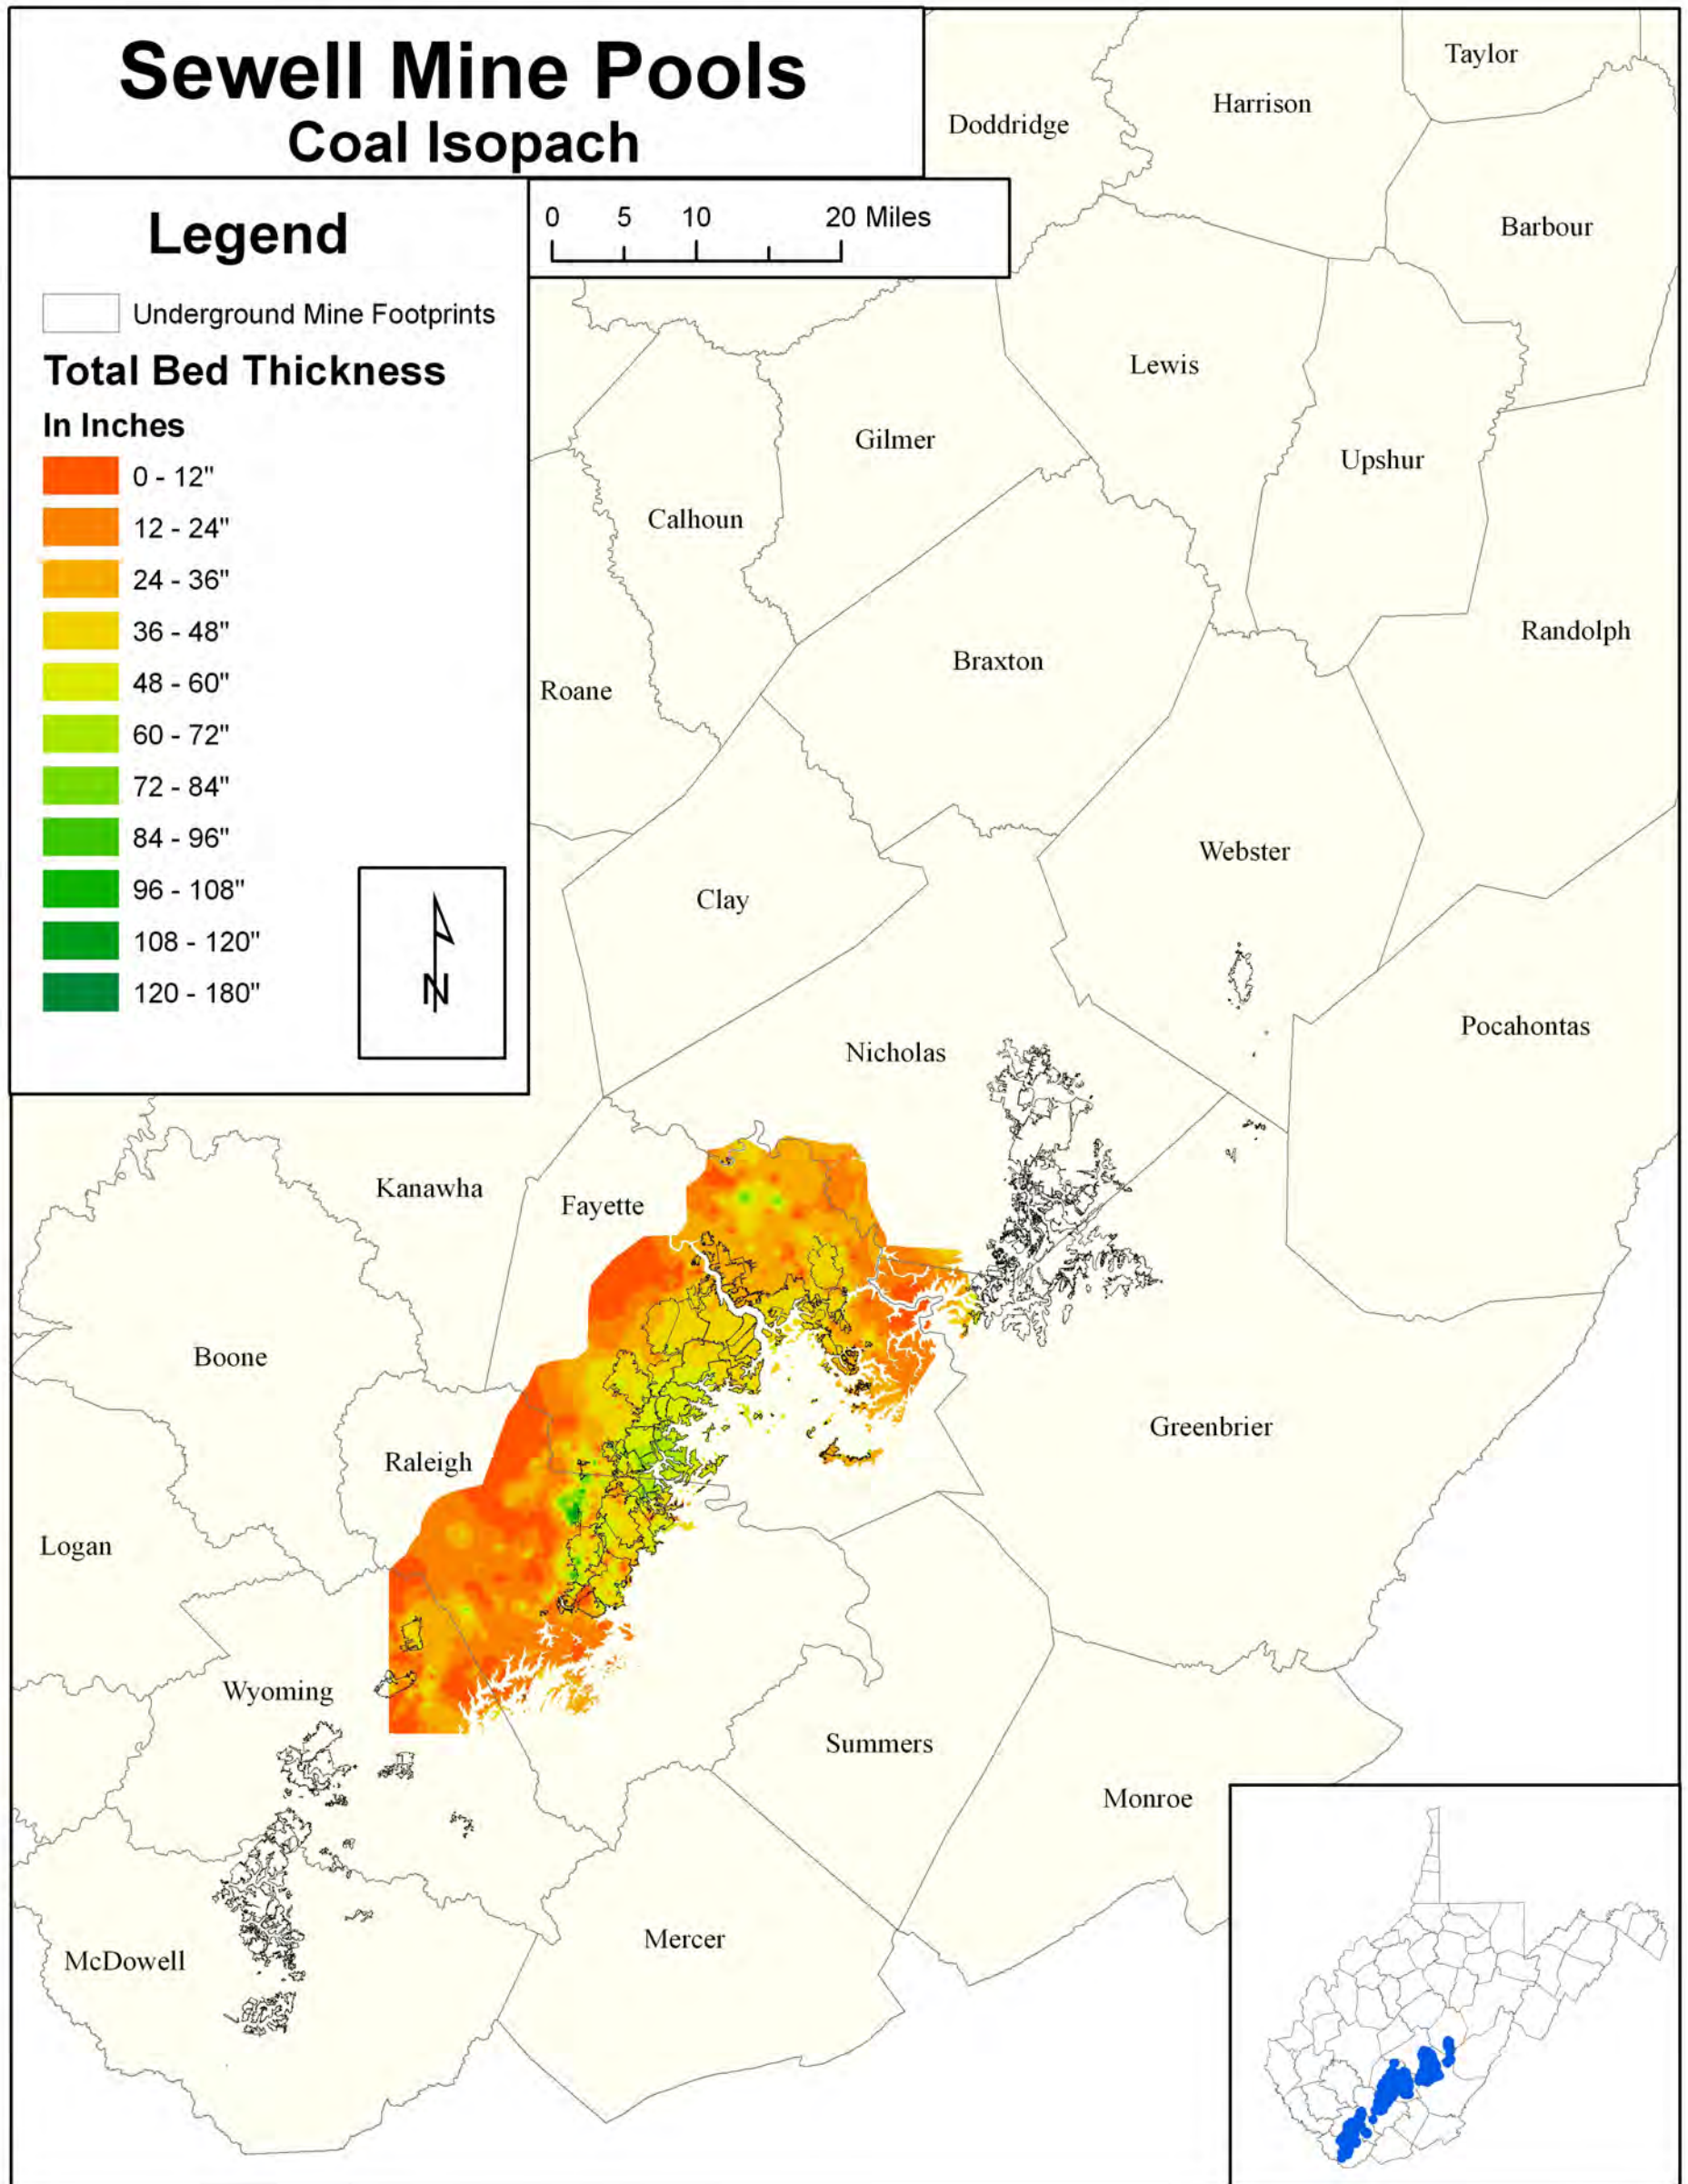 Sewell Mine Pools
Coal Isopach
Legend
Underground Mine Footprints
Total Bed Thickness
In Inches
0 - 12"
12 - 24"
24 - 36"
36 - 48"
48 - 60"
60 - 72"
72 - 84"
84 - 96"
96 - 108"
108 - 120"
120 - 180"
N
0 5 10 20 Miles
Taylor
Harrison
Doddridge
Barbour
Lewis
Gilmer
Upshur
Calhoun
Randolph
Braxton
Roane
Webster
Clay
Pocahontas
Nicholas
Kanawha
Fayette
Boone
Greenbrier
Raleigh
Logan
Wyoming
Summers
Monroe
Mercer
McDowell